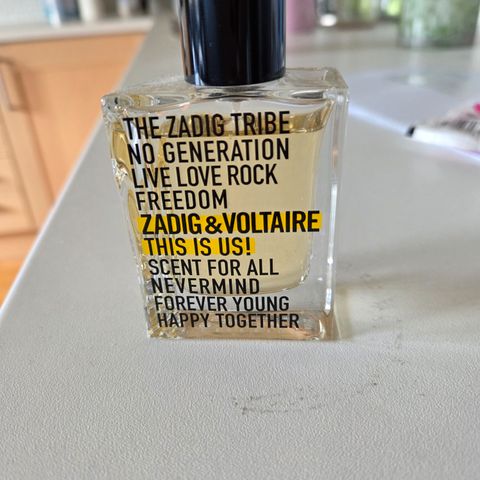 THE ZADIG TRIBE
NO GENERATION
LIVE LOVE ROCK
FREEDOM
ZADIG & VOLTAIRE
THIS IS US!
SCENT FOR ALL
NEVERMIND
FOREVER YOUNG
HAPPY TOGETHER